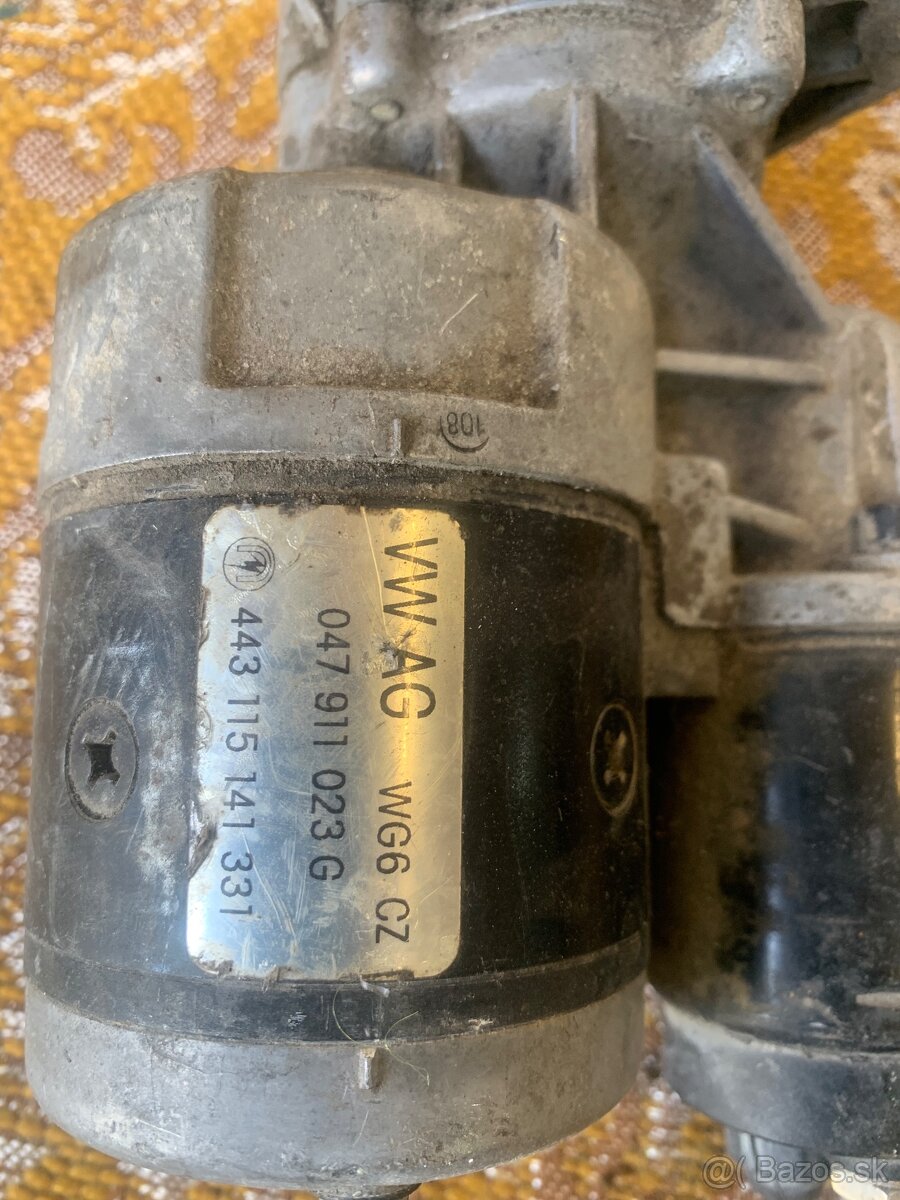 108
VW AG WG6 CZ
047 911 023 G
443 115 141 331
@( Bazos.sk